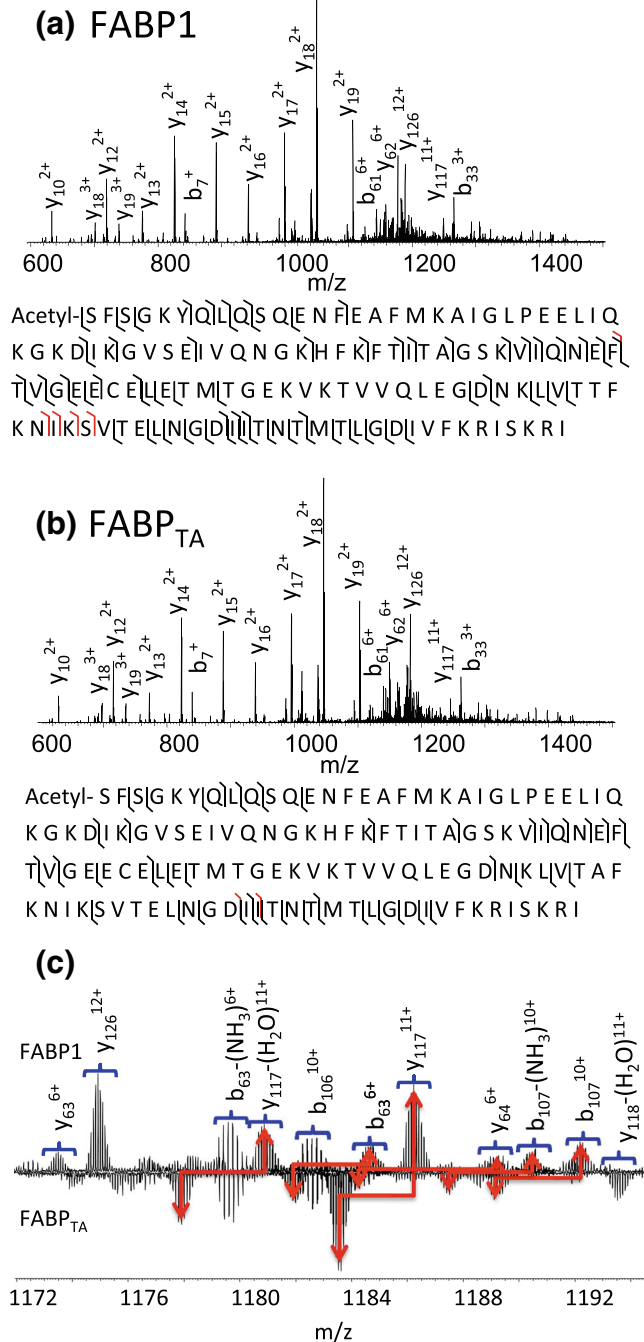 (a) FABP1
y10 2+
y18 3+
y12 2+
y19 3+
y13 2+
y14 2+
b7 +
y15 2+
y16 2+
y17 2+
y18 2+
y19 2+
b61 6+
y62 6+
y126 12+
y117 11+
b33 3+
600 800 1000 1200 1400
m/z
Acetyl-S F S G K Y Q L Q S Q E N F E A F M K A I G L P E E L I Q
K G K D I K G V S E I V Q N G K H F K F T I T A G S K V I Q N E F
T V G E E C E L E T M T G E K V K T V V Q L E G D N K L V T T F
K N I K S V T E L N G D I I T N T M T L G D I V F K R I S K R I
(b) FABPTA
y10 2+
y18 3+
y12 2+
y19 3+
y13 2+
y14 2+
b7 +
y15 2+
y16 2+
y17 2+
y18 2+
y19 2+
b61 6+
y62 6+
y126 12+
y117 11+
b33 3+
600 800 1000 1200 1400
m/z
Acetyl- S F S G K Y Q L Q S Q E N F E A F M K A I G L P E E L I Q
K G K D I K G V S E I V Q N G K H F K F T I T A G S K V I Q N E F
T V G E E C E L E T M T G E K V K T V V Q L E G D N K L V T A F
K N I K S V T E L N G D I I T N T M T L G D I V F K R I S K R I
(c)
FABP1
y63 6+
y126 12+
b63-(NH3)6+
y117-(H2O)11+
b106 10+
b63 6+
y117 11+
y64 6+
b107-(NH3)10+
b107 10+
y118-(H2O)11+
FABPTA
1172 1176 1180 1184 1188 1192
m/z